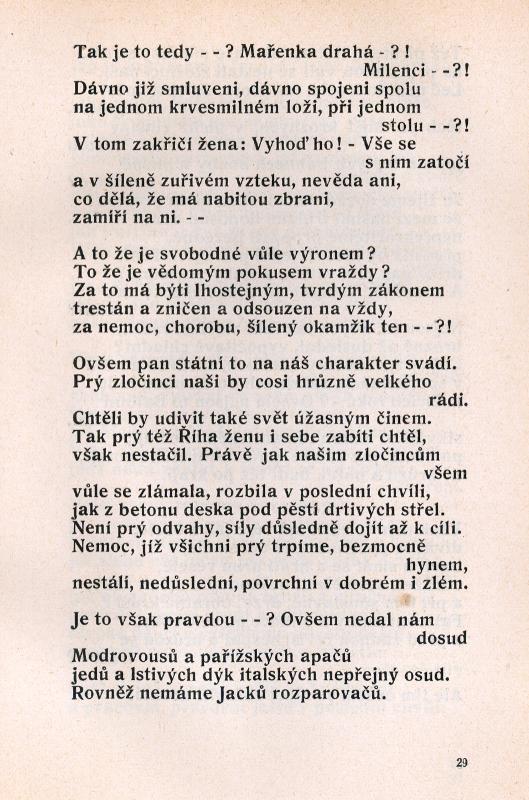 Tak je to tedy - - ? Mařenka drahá - ? !
Milenci - -?!
Dávno již smluveni, dávno spojeni spolu
na jednom krvesmilném loži, při jednom
stolu - -?!
V tom zakřičí žena: Vyhoď ho! - Vše se
s ním zatočí
a v šíleně zuřivém vzteku, nevěda ani,
co dělá, že má nabitou zbrani,
zamíří na ni. - -
A to že je svobodné vůle výronem?
To že je vědomým pokusem vraždy?
Za to má býti lhostejným, tvrdým zákonem
trestán a zničen a odsouzen na vždy,
za nemoc, chorobu, šílený okamžik ten - -?!
Ovšem pan státní to na náš charakter svádí.
Prý zločinci naši by cosi hrůzně velkého
rádi.
Chtěli by udivit také svět úžasným činem.
Tak prý též Říha ženu i sebe zabíti chtěl,
však nestačil. Právě jak našim zločincům
všem
vůle se zlámala, rozbila v poslední chvíli,
jak z betonu deska pod pěstí drtivých střel.
Není prý odvahy, síly důsledně dojít až k cíli.
Nemoc, jíž všichni prý trpíme, bezmocně
hynem,
nestálí, nedůslední, povrchní v dobrém i zlém.
Je to však pravdou - - ? Ovšem nedal nám
dosud
Modrovousů a pařížských apačů
jedů a lstivých dýk italských nepřejný osud.
Rovněž nemáme Jacků rozparovačů.
29